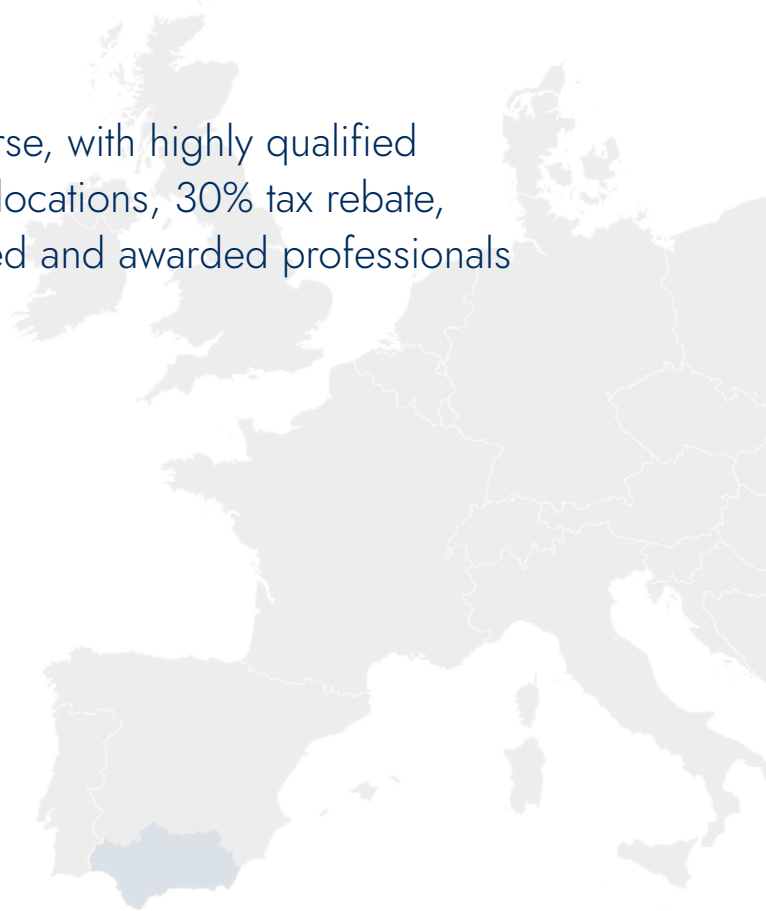 rse, with highly qualified
locations, 30% tax rebate,
ed and awarded professionals